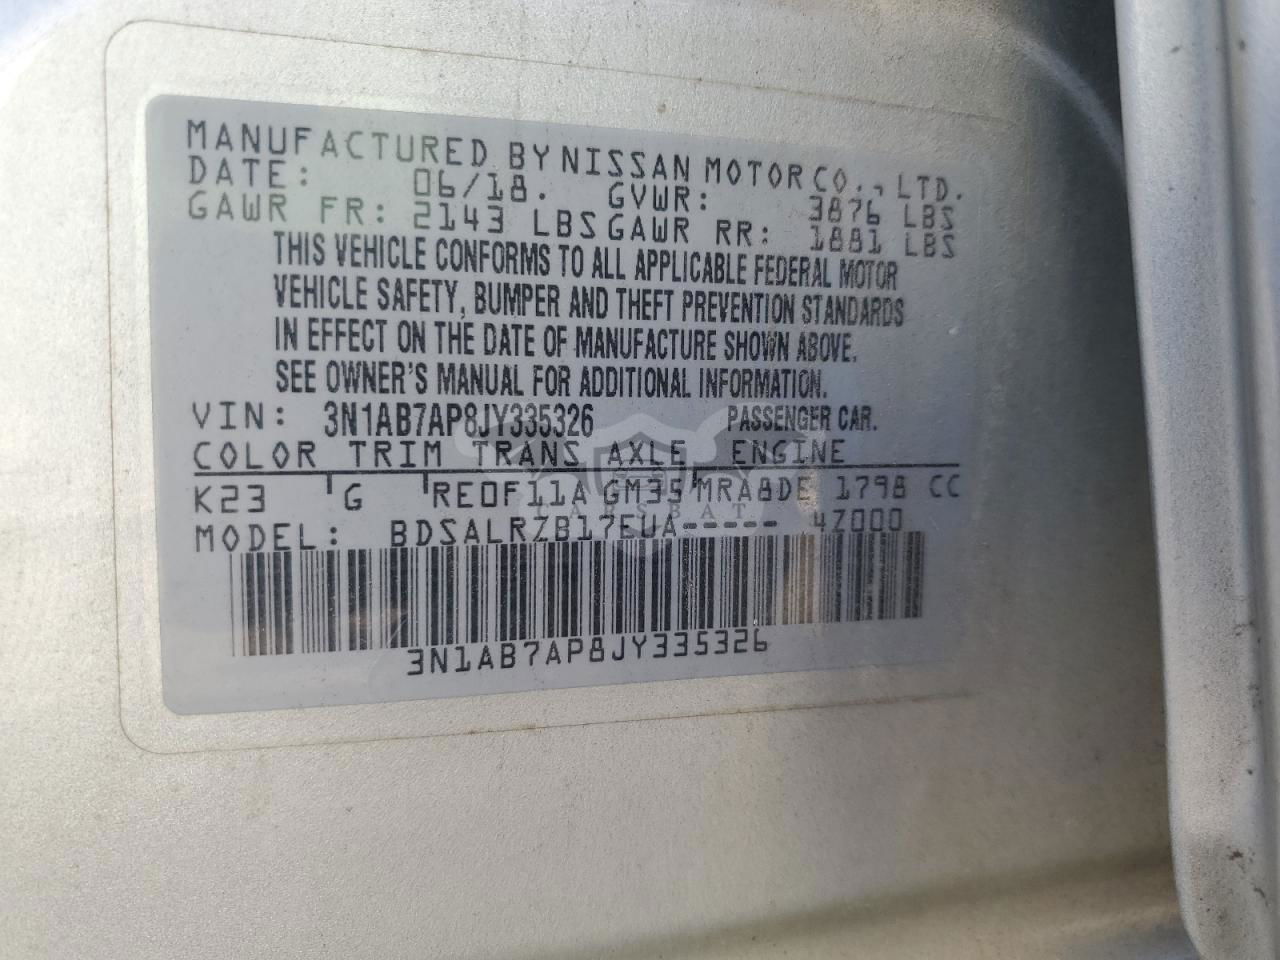 MANUFACTURED BY NISSAN MOTOR CO., LTD.
DATE: 06/18. GVWR: 3876 LBS
GAWR FR: 2143 LBS GAWR RR: 1881 LBS
THIS VEHICLE CONFORMS TO ALL APPLICABLE FEDERAL MOTOR
VEHICLE SAFETY, BUMPER AND THEFT PREVENTION STANDARDS
IN EFFECT ON THE DATE OF MANUFACTURE SHOWN ABOVE.
SEE OWNER'S MANUAL FOR ADDITIONAL INFORMATION.
VIN: 3N1AB7AP8JY335326 PASSENGER CAR.
COLOR TRIM TRANS AXLE ENGINE
K23 G RE0F11A GM35 MRA8DE 1798 CC
MODEL: BDSALRZB17EUA----- 4Z000
CARSBAT
3N1AB7AP8JY335326